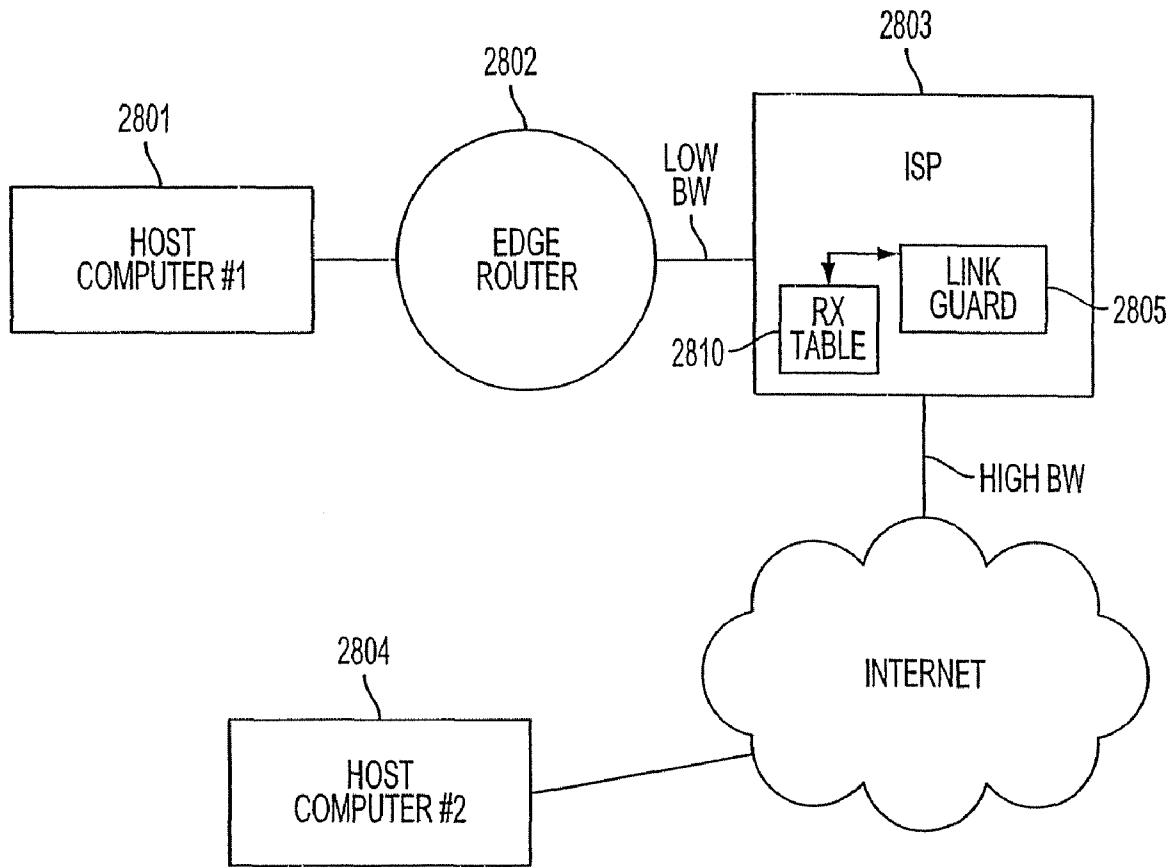 2803
2802
2801
LOW
BW
ISP
HOST
COMPUTER #1
EDGE
ROUTER
LINK
GUARD
2805
RX
TABLE
2810
HIGH BW
2804
INTERNET
HOST
COMPUTER #2